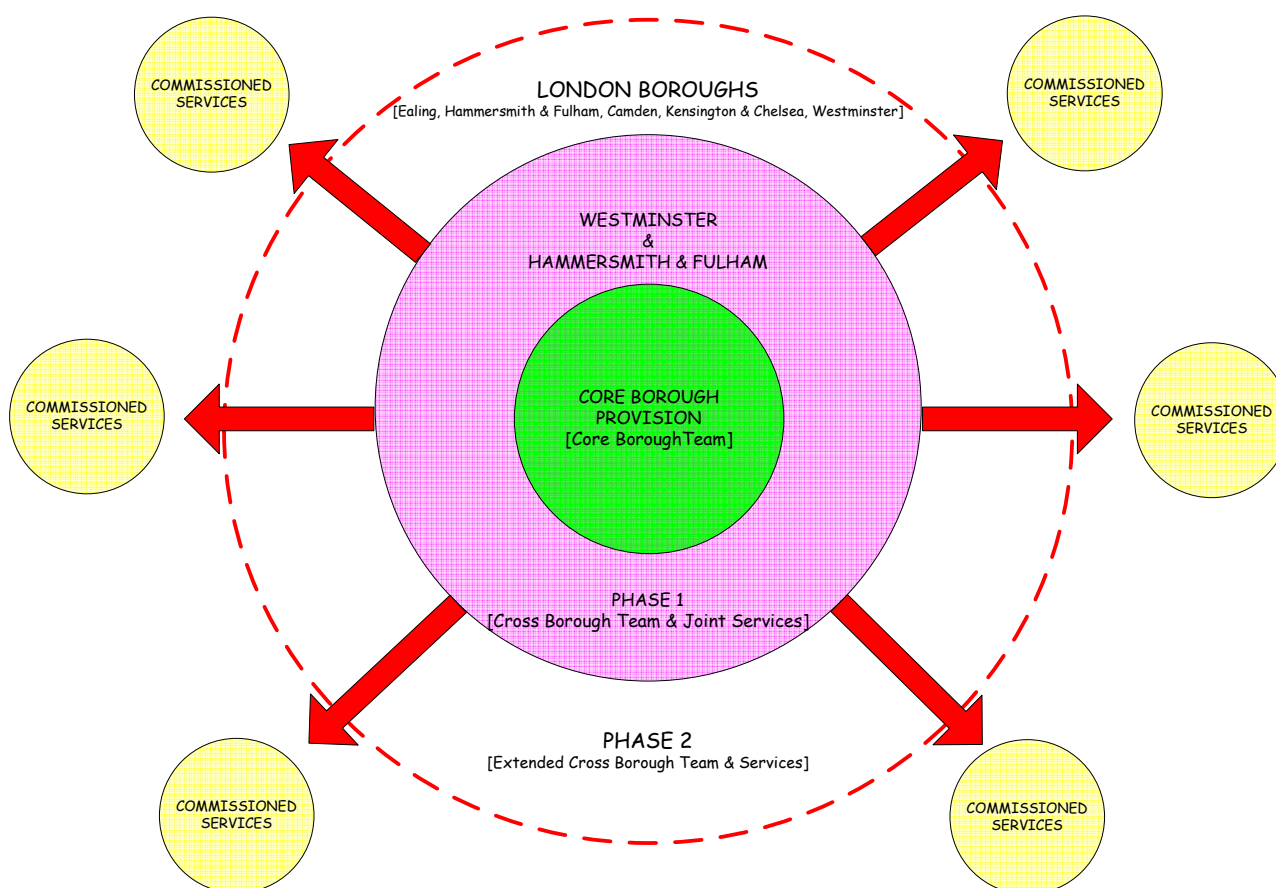 COMMISSIONED
SERVICES
LONDON BOROUGHS
[Ealing, Hammersmith & Fulham, Camden, Kensington & Chelsea, Westminster]
COMMISSIONED
SERVICES
WESTMINSTER
&
HAMMERSMITH & FULHAM
COMMISSIONED
SERVICES
CORE BOROUGH
PROVISION
[Core BoroughTeam]
COMMISSIONED
SERVICES
PHASE 1
[Cross Borough Team & Joint Services]
PHASE 2
[Extended Cross Borough Team & Services]
COMMISSIONED
SERVICES
COMMISSIONED
SERVICES